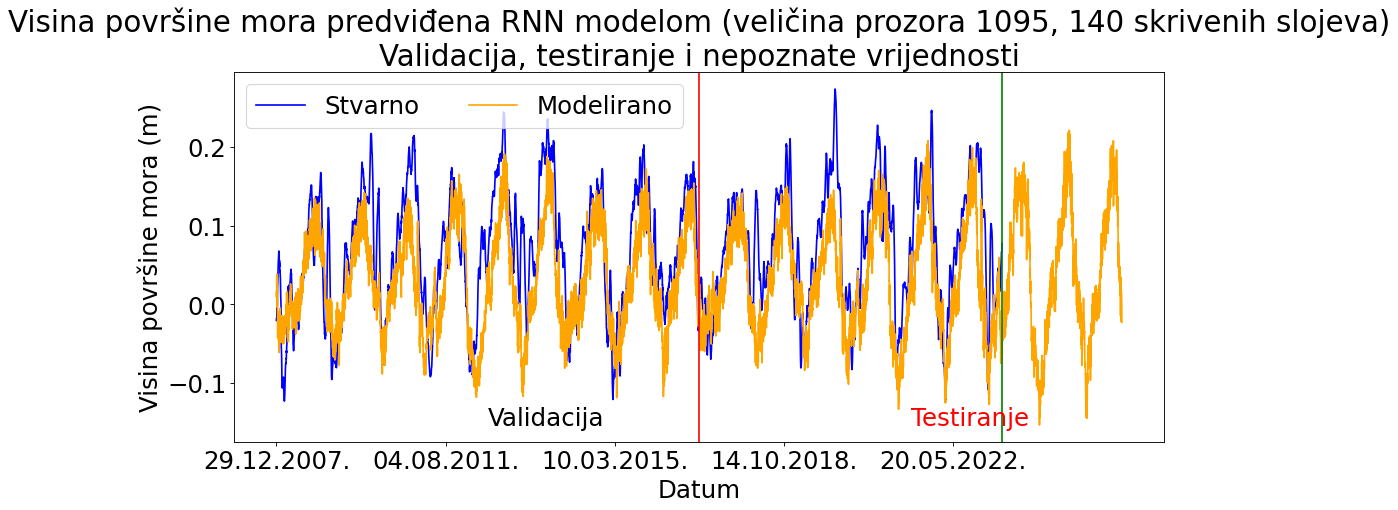 Visina površine mora predviđena RNN modelom (veličina prozora 1095, 140 skrivenih slojeva)
Validacija, testiranje i nepoznate vrijednosti
Stvarno
Modelirano
Visina površine mora (m)
0.2
0.1
0.0
−0.1
Validacija
Testiranje
29.12.2007.
04.08.2011.
10.03.2015.
14.10.2018.
20.05.2022.
Datum